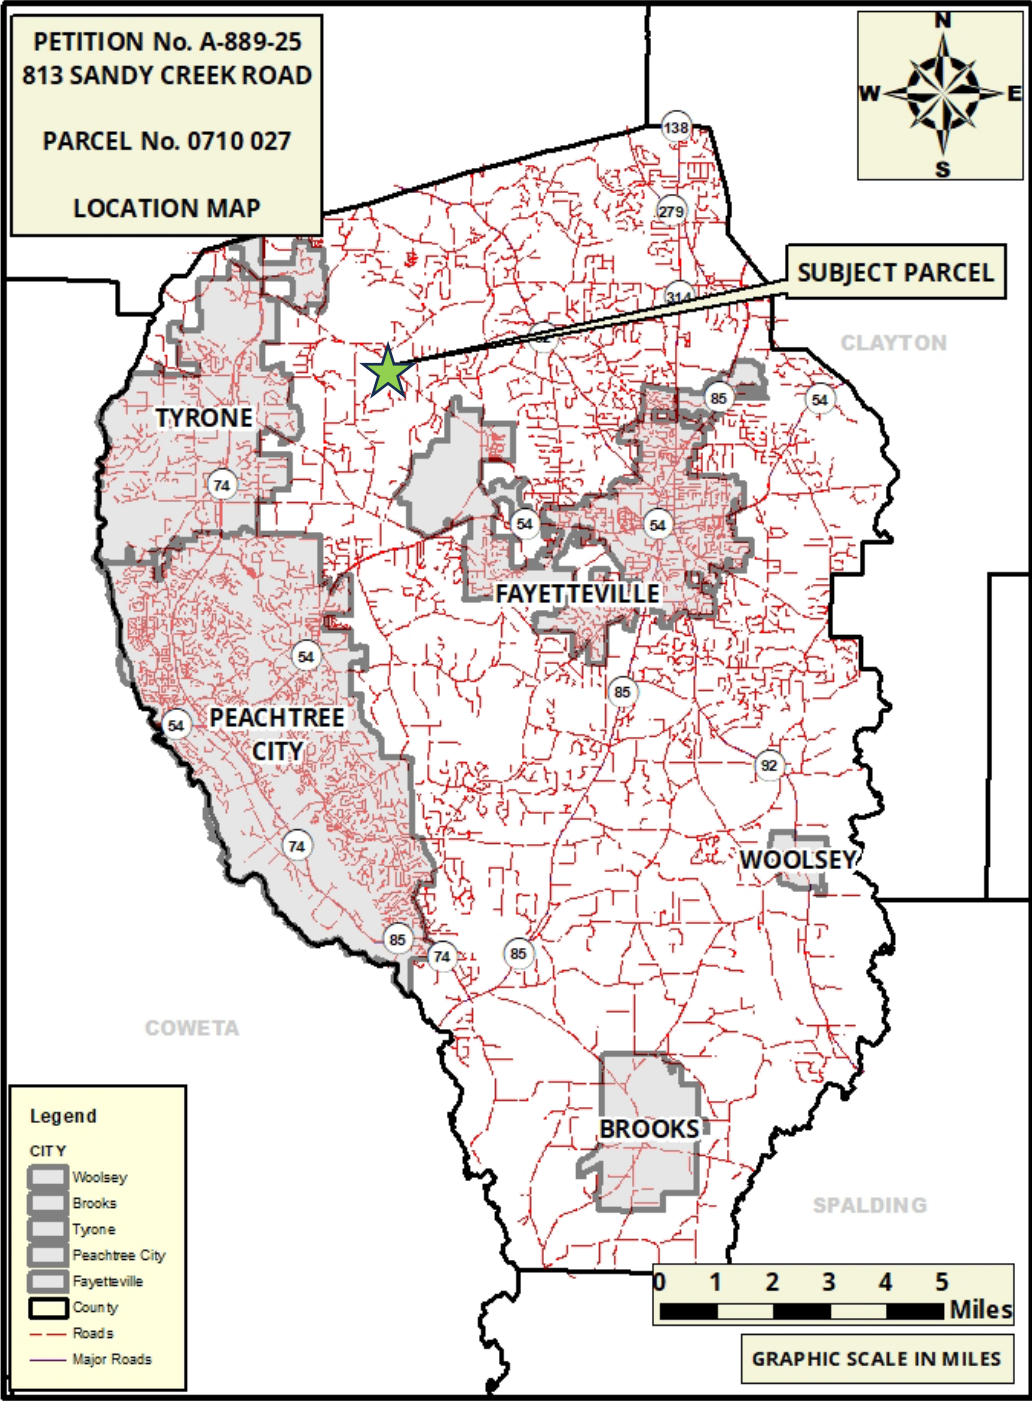 PETITION No. A-889-25
813 SANDY CREEK ROAD
PARCEL No. 0710 027
LOCATION MAP
N
W
E
S
138
279
SUBJECT PARCEL
314
CLAYTON
85
54
TYRONE
74
54
54
FAYETTEVILLE
54
85
54
PEACHTREE
CITY
92
74
WOOLSEY
85
74
85
COWETA
BROOKS
SPALDING
Legend
CITY
Woolsey
Brooks
Tyrone
Peachtree City
Fayetteville
County
Roads
Major Roads
0 1 2 3 4 5
Miles
GRAPHIC SCALE IN MILES